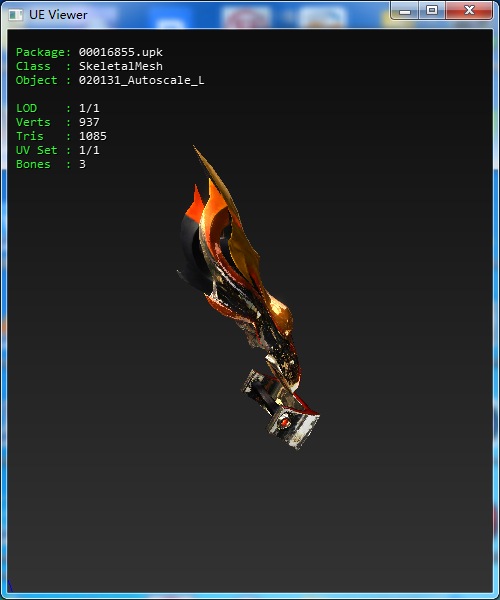 UE Viewer
Package: 00016855.upk
Class : SkeletalMesh
Object : 020131_Autoscale_L
LOD : 1/1
Verts : 937
Tris : 1085
UV Set : 1/1
Bones : 3